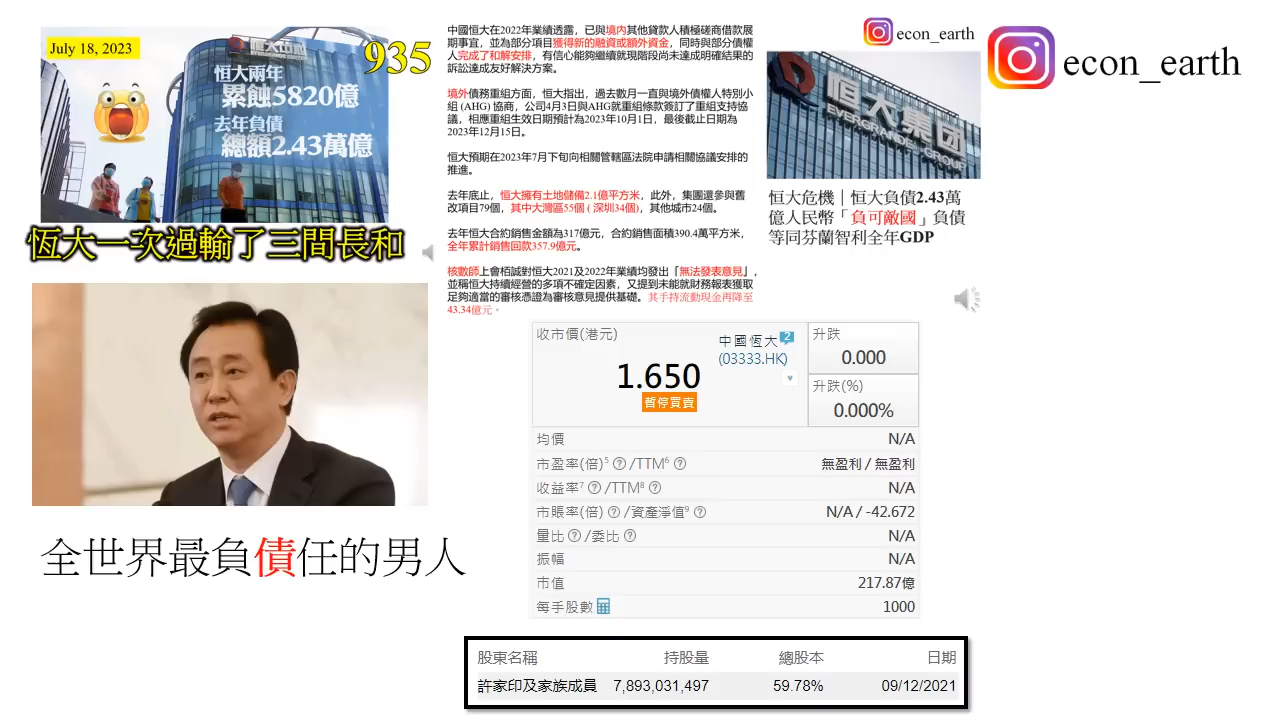 July 18, 2023
935
恆大中心
恒大兩年
累蝕5820億
去年負債
總額2.43萬億
恆大一次過輸了三間長和
全世界最負債任的男人
中國恒大在2022年業績透露，已與境内其他貸款人積極磋商借款展
期事宜，並為部分項目獲得新的融資或額外資金，同時與部分債權
人完成了和解安排，有信心能夠繼續就現階段尚未達成明確結果的
訴訟達成友好解決方案。
境外債務重組方面，恒大指出，過去數月一直與境外債權人特別小
組 (AHG) 協商，公司4月3日與AHG就重組條款簽訂了重組支持協
議，相應重組生效日期預計為2023年10月1日，最後截止日期為
2023年12月15日。
恒大預期在2023年7月下旬向相關管轄區法院申請相關協議安排的
推進。
去年底止，恒大擁有土地儲備2.1億平方米，此外，集團還參與舊
改項目79個，其中大灣區55個 ( 深圳34個)，其他城市24個。
去年恒大合約銷售金額為317億元，合約銷售面積390.4萬平方米，
全年累計銷售回款357.9億元。
核數師上會栢誠對恒大2021及2022年業績均發出「無法發表意見」，
並稱恒大持續經營的多項不確定因素，又提到未能就財務報表獲取
足夠適當的審核憑證為審核意見提供基礎。其手持流動現金再降至
43.34億元。
econ_earth
恒大集团
EVERGRANDE GROUP
恒大危機｜恒大負債2.43萬
億人民幣「負可敵國」負債
等同芬蘭智利全年GDP
econ_earth
收市價(港元)
中國恆大 2
(03333.HK)
1.650
暫停買賣
升跌
0.000
升跌(%)
0.000%
均價 N/A
市盈率(倍)5 ? /TTM6 ? 無盈利 / 無盈利
收益率7 ? /TTM8 ? N/A
市賬率(倍) ? /資產淨值9 ? N/A / -42.672
量比 ? /委比 ? N/A
振幅 N/A
市值 217.87億
每手股數 1000
股東名稱 持股量 總股本 日期
許家印及家族成員 7,893,031,497 59.78% 09/12/2021